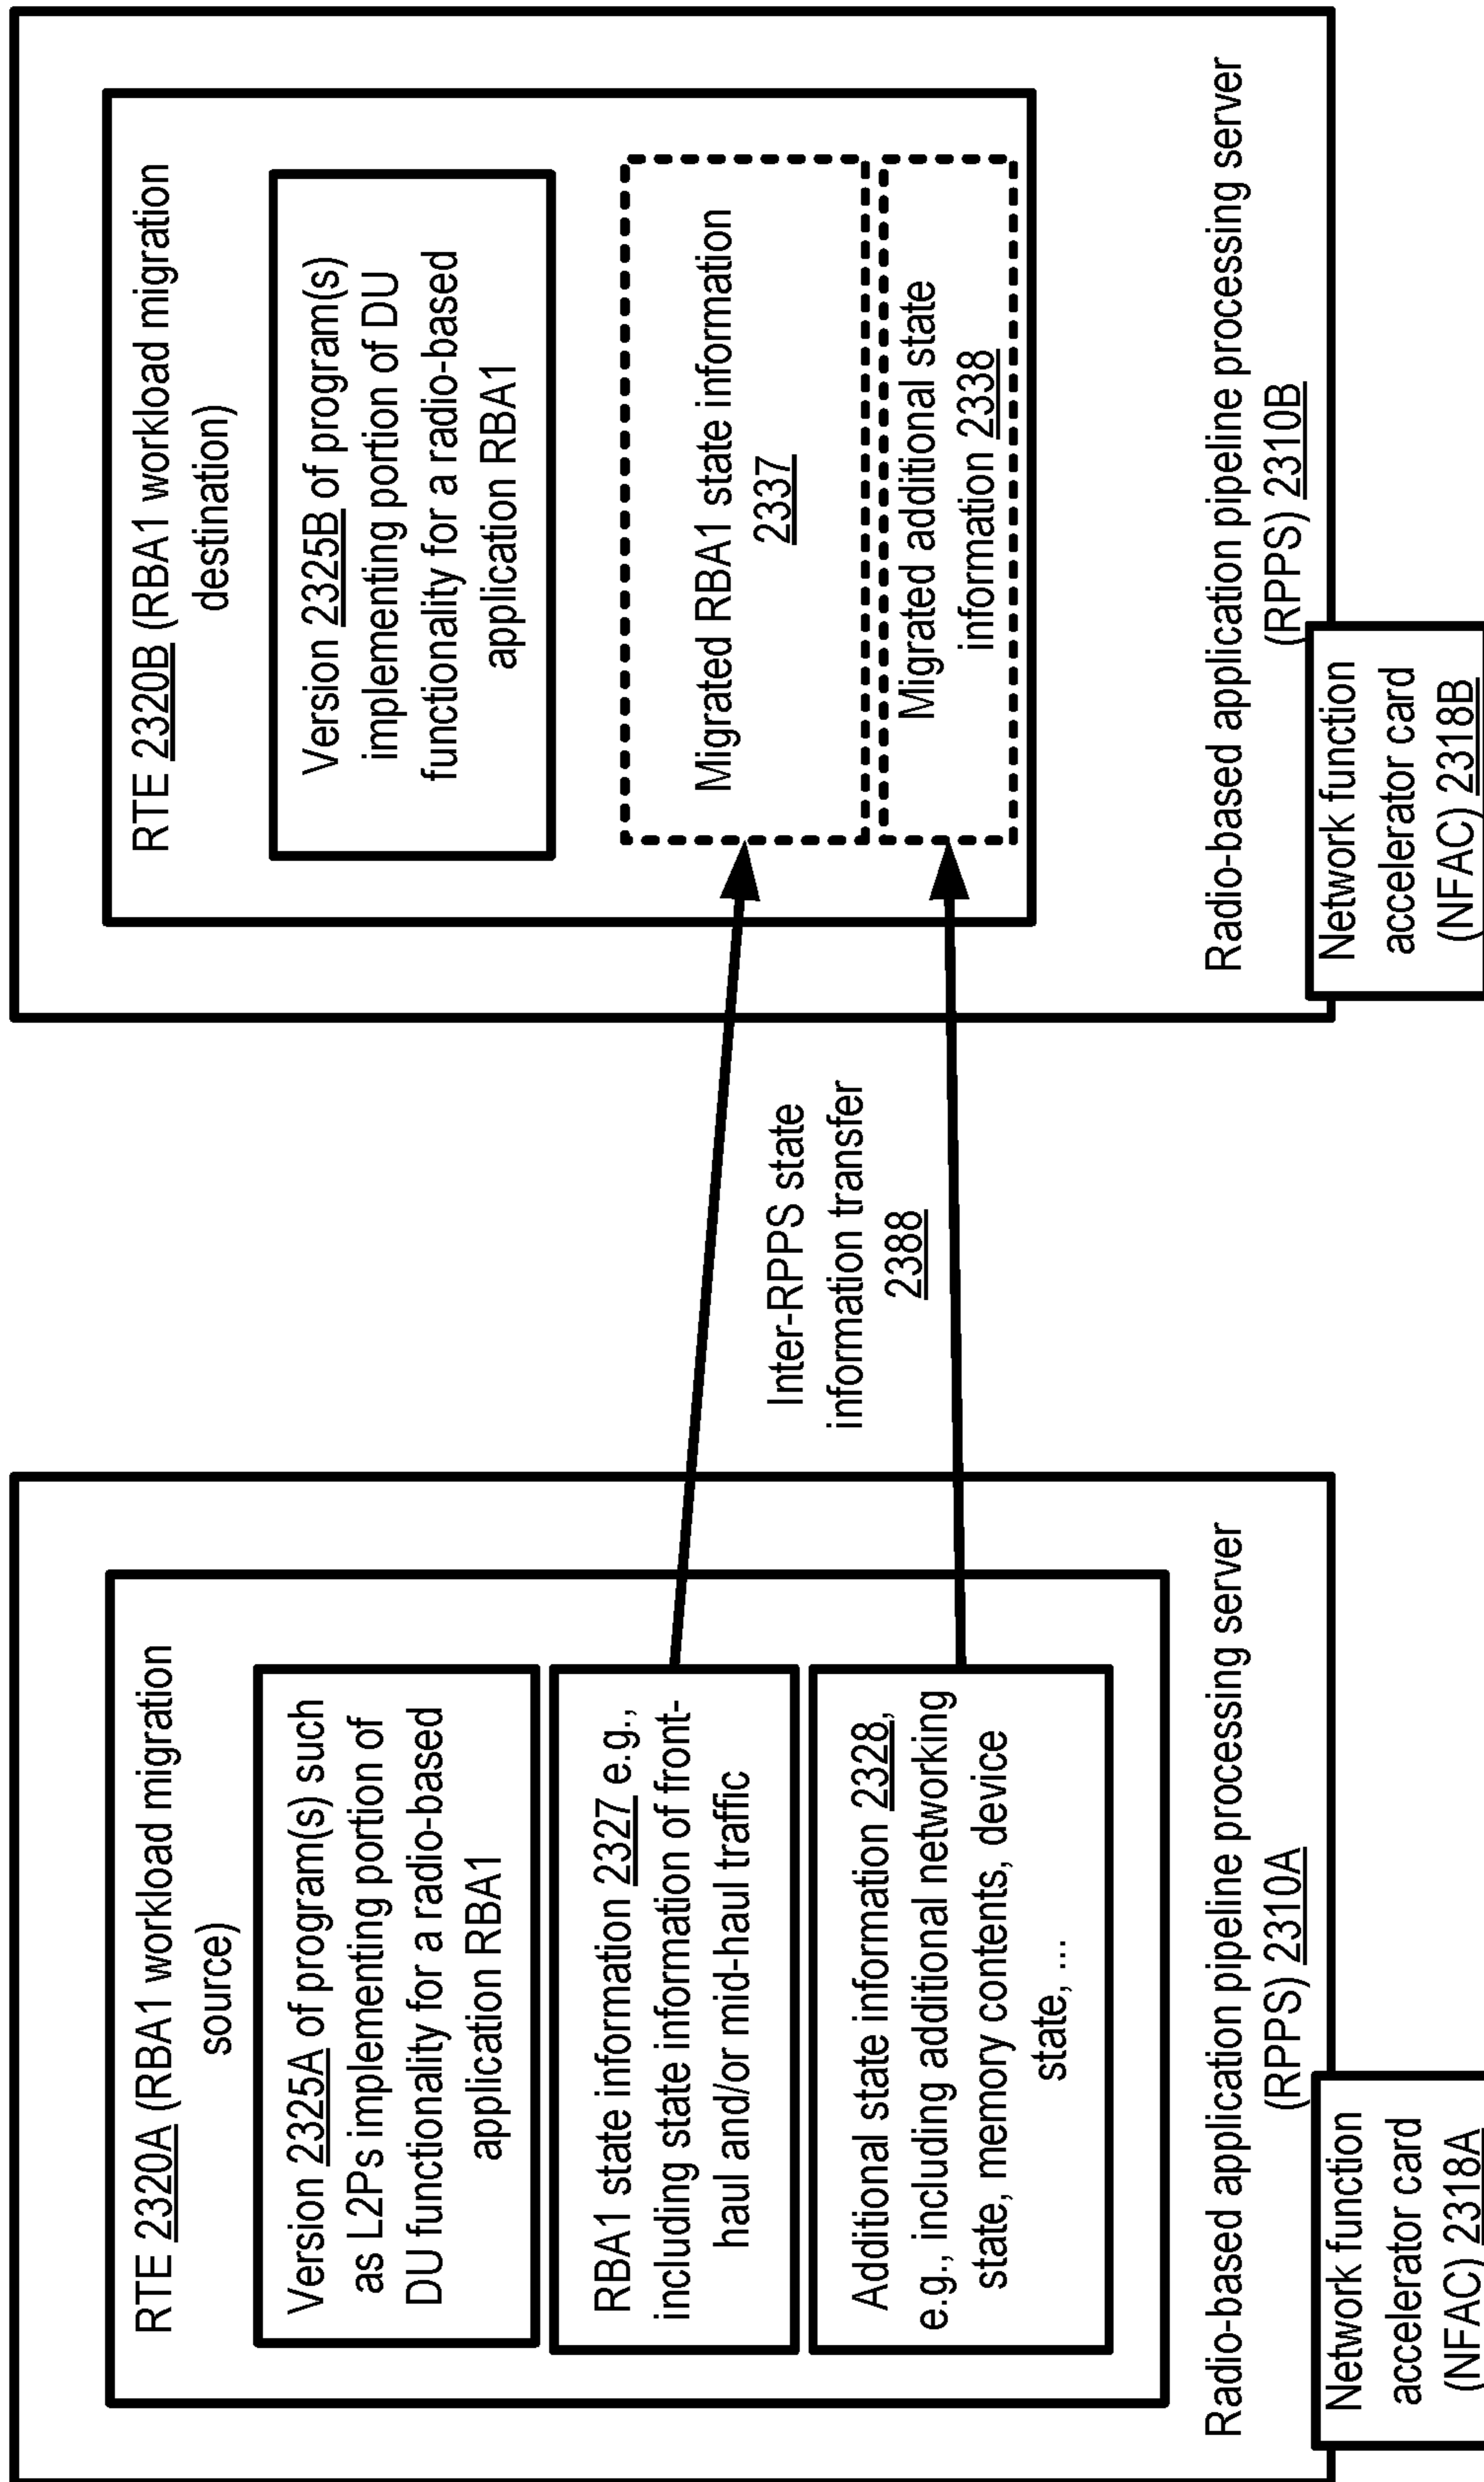 RTE 2320A (RBA1 workload migration
source)
Version 2325A of program(s) such
as L2Ps implementing portion of
DU functionality for a radio-based
application RBA1
RBA1 state information 2327 e.g.,
including state information of front-
haul and/or mid-haul traffic
Additional state information 2328,
e.g., including additional networking
state, memory contents, device
state, ...
Radio-based application pipeline processing server
(RPPS) 2310A
Network function
accelerator card
(NFAC) 2318A
Inter-RPPS state
information transfer
2388
RTE 2320B (RBA1 workload migration
destination)
Version 2325B of program(s)
implementing portion of DU
functionality for a radio-based
application RBA1
Migrated RBA1 state information
2337
Migrated additional state
information 2338
Radio-based application pipeline processing server
(RPPS) 2310B
Network function
accelerator card
(NFAC) 2318B